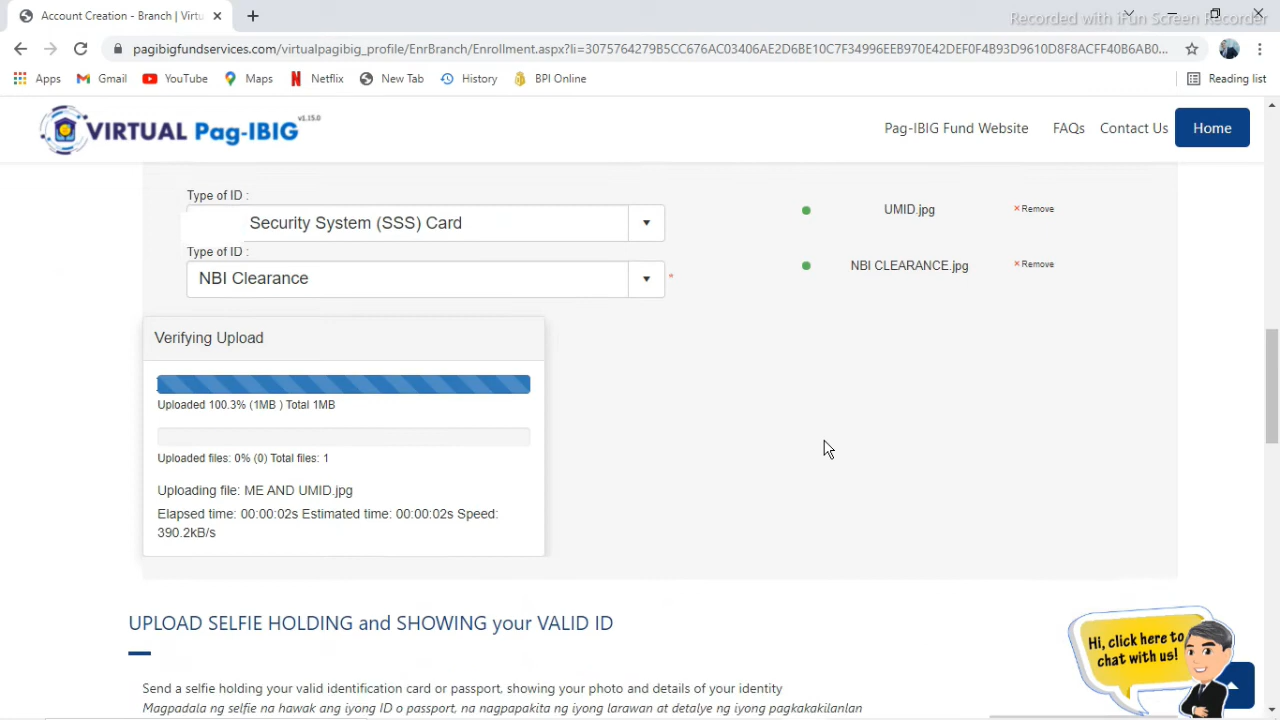 Account Creation - Branch | Virtu
Recorded with iFun Screen Recorder
pagibigfundservices.com/virtualpagibig_profile/EnrBranch/Enrollment.aspx?li=3075764279B5CC676AC03406AE2D6BE10C7F34996EEB970E42DEF0F4B93D9610D8F8ACFF40B6AB0...
Apps Gmail YouTube Maps Netflix New Tab History BPI Online Reading list
VIRTUAL Pag-IBIG v1.15.0 Pag-IBIG Fund Website FAQs Contact Us Home
Type of ID :
Security System (SSS) Card UMID.jpg × Remove
Type of ID :
NBI Clearance * NBI CLEARANCE.jpg × Remove
Verifying Upload
Uploaded 100.3% (1MB ) Total 1MB
Uploaded files: 0% (0) Total files: 1
Uploading file: ME AND UMID.jpg
Elapsed time: 00:00:02s Estimated time: 00:00:02s Speed:
390.2kB/s
UPLOAD SELFIE HOLDING and SHOWING your VALID ID
Hi, click here to
chat with us!
Send a selfie holding your valid identification card or passport, showing your photo and details of your identity
Magpadala ng selfie na hawak ang iyong ID o passport, na nagpapakita ng iyong larawan at detalye ng iyong pagkakakilanlan